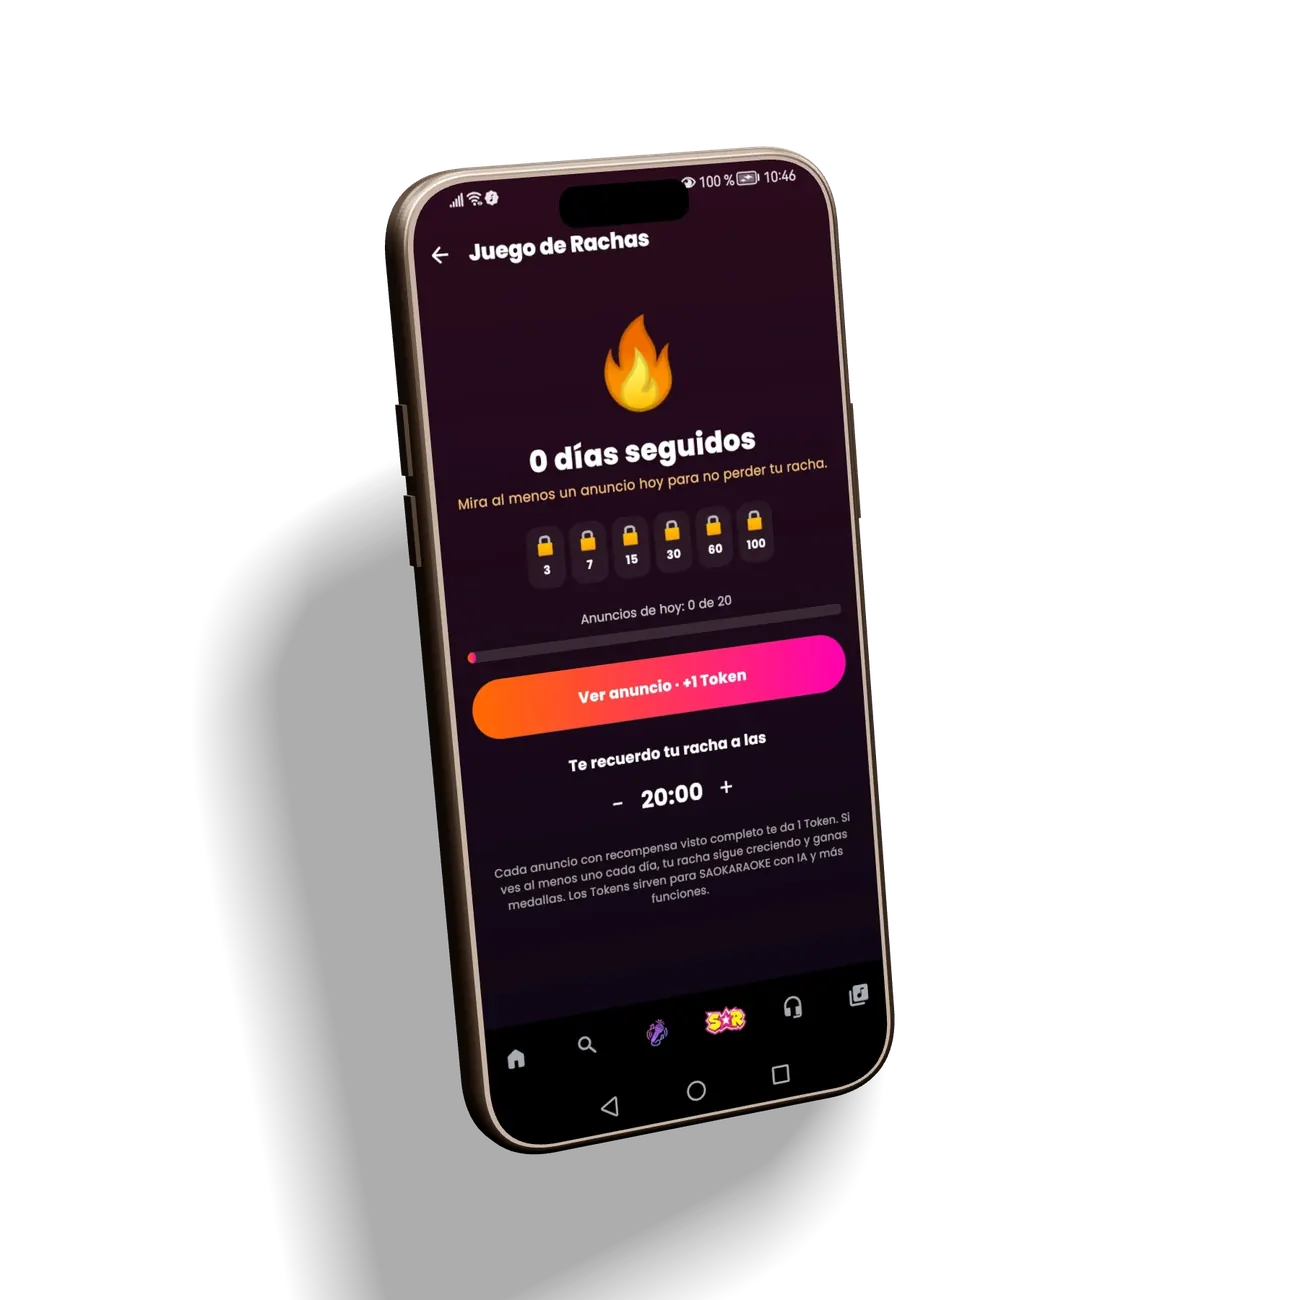 100 % 10:46
Juego de Rachas
0 días seguidos
Mira al menos un anuncio hoy para no perder tu racha.
3 7 15 30 60 100
Anuncios de hoy: 0 de 20
Ver anuncio · +1 Token
Te recuerdo tu racha a las
- 20:00 +
Cada anuncio con recompensa visto completo te da 1 Token. Si
ves al menos uno cada día, tu racha sigue creciendo y ganas
medallas. Los Tokens sirven para SAOKARAOKE con IA y más
funciones.
S★R